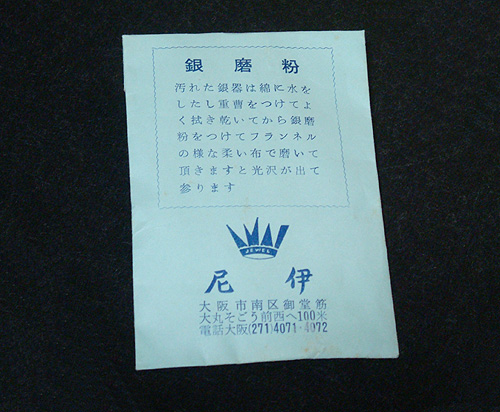 銀磨粉
汚れた銀器は綿に水を
したし重曹をつけてよ
く拭き乾いてから銀磨
粉をつけてフランネル
の様な柔い布で磨いて
頂きますと光沢が出て
参ります
JEWEL
尼伊
大阪市南区御堂筋
大丸そごう前西へ100米
電話大阪(271)4071-4072